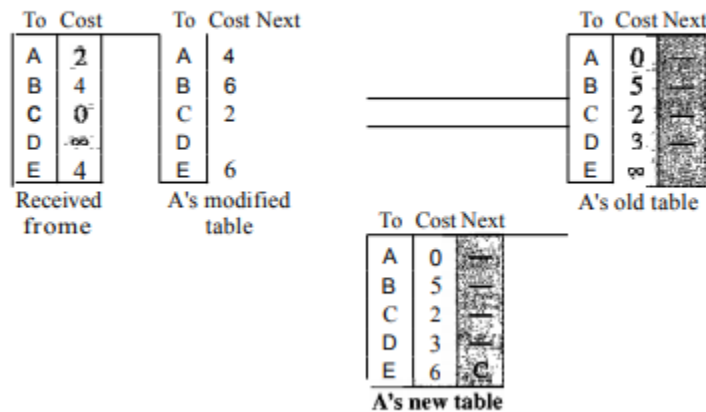 To Cost To Cost Next To Cost Next
A 2 A 4 A 0 —
B 4 B 6 B 5 —
C 0 C 2 C 2 —
D ∞ D D 3 —
E 4 E 6 E ∞
Received A's modified A's old table
frome table
To Cost Next
A 0 —
B 5 —
C 2 —
D 3 —
E 6 C
A's new table